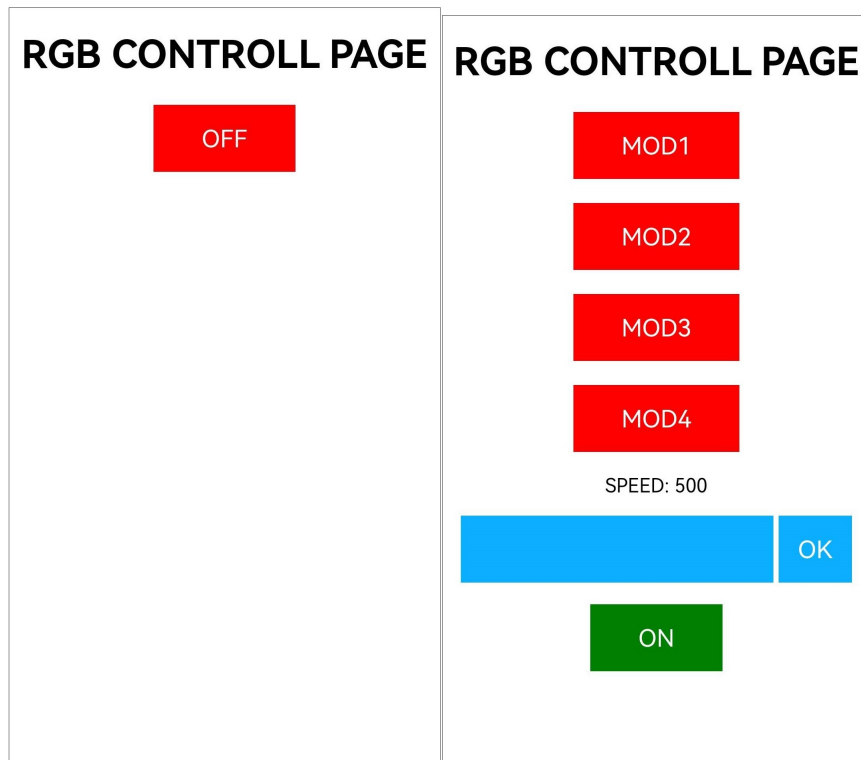 RGB CONTROLL PAGE
OFF
RGB CONTROLL PAGE
MOD1
MOD2
MOD3
MOD4
SPEED: 500
OK
ON